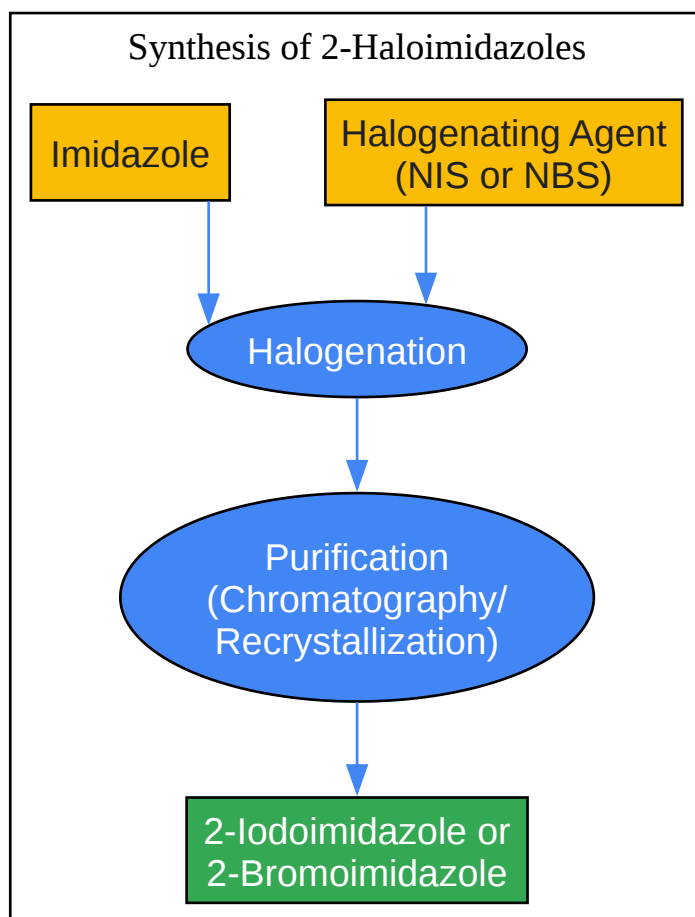 Synthesis of 2-Haloimidazoles
Imidazole
Halogenating Agent
(NIS or NBS)
Halogenation
Purification
(Chromatography/
Recrystallization)
2-Iodoimidazole or
2-Bromoimidazole